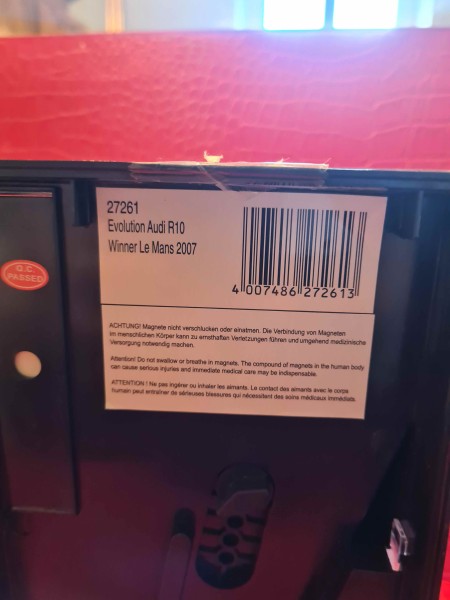 27261
Evolution Audi R10
Winner Le Mans 2007
4 007486 272613
Q.C.
PASSED
ACHTUNG! Magnete nicht verschlucken oder einatmen. Die Verbindung von Magneten
im menschlichen Körper kann zu ernsthaften Verletzungen führen und umgehend medizinische
Versorgung notwendig machen.
Attention! Do not swallow or breathe in magnets. The compound of magnets in the human body
can cause serious injuries and immediate medical care may be indispensable.
ATTENTION ! Ne pas ingérer ou inhaler les aimants. Le contact des aimants avec le corps
humain peut entraîner de sérieuses blessures qui nécessitent des soins médicaux immédiats.